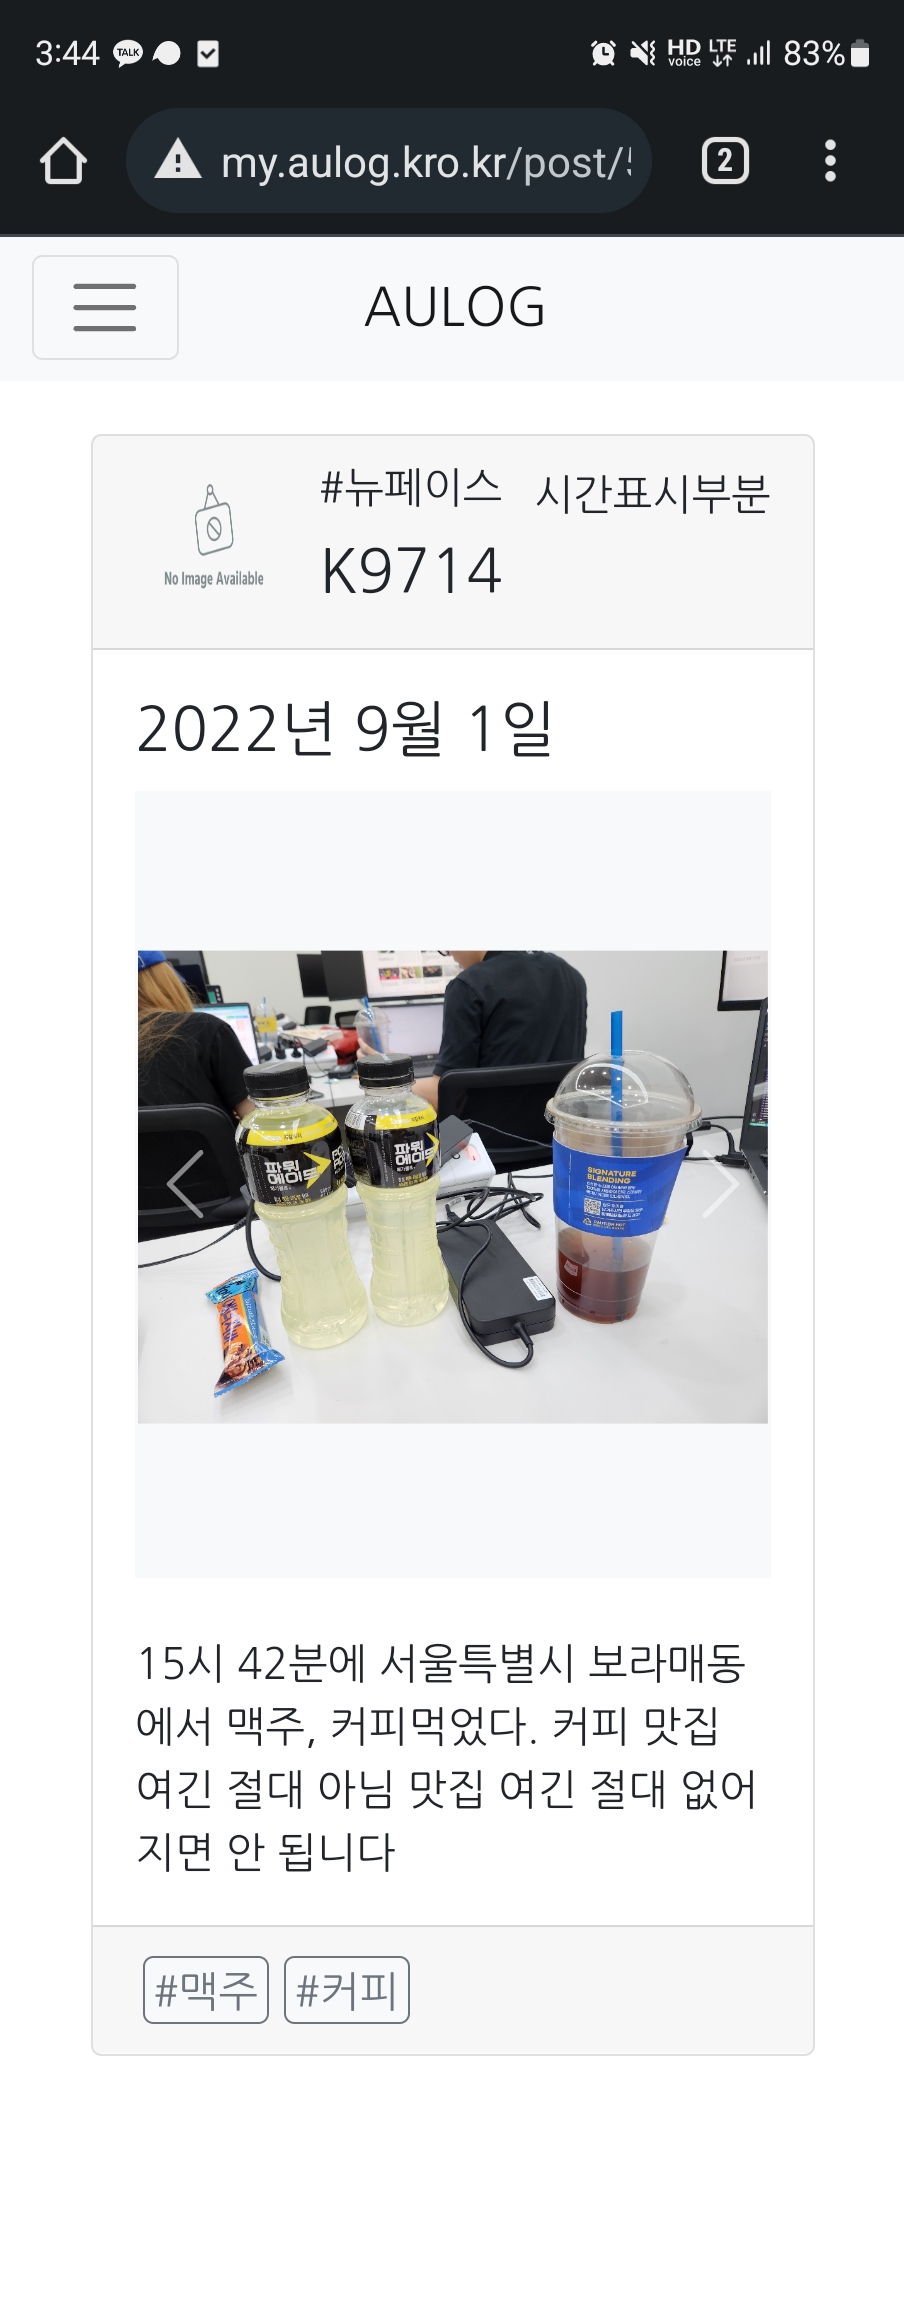 3:44 TALK HD voice LTE 83%
my.aulog.kro.kr/post/
2
AULOG
#뉴페이스 시간표시부분
K9714
No Image Available
2022년 9월 1일
파워
에이드
파워
에이드
SIGNATURE
BLENDING
CAUTION HOT
15시 42분에 서울특별시 보라매동
에서 맥주, 커피먹었다. 커피 맛집
여긴 절대 아님 맛집 여긴 절대 없어
지면 안 됩니다
#맥주 #커피